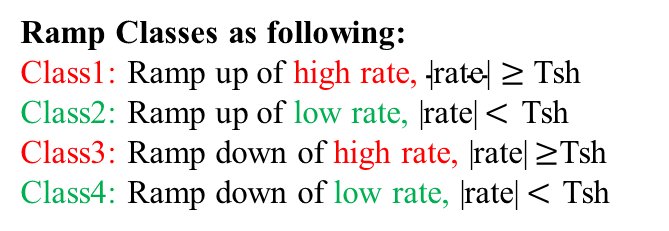 Ramp Classes as following:
Class1: Ramp up of high rate, |rate| ≥ Tsh
Class2: Ramp up of low rate, |rate| < Tsh
Class3: Ramp down of high rate, |rate| ≥Tsh
Class4: Ramp down of low rate, |rate| < Tsh